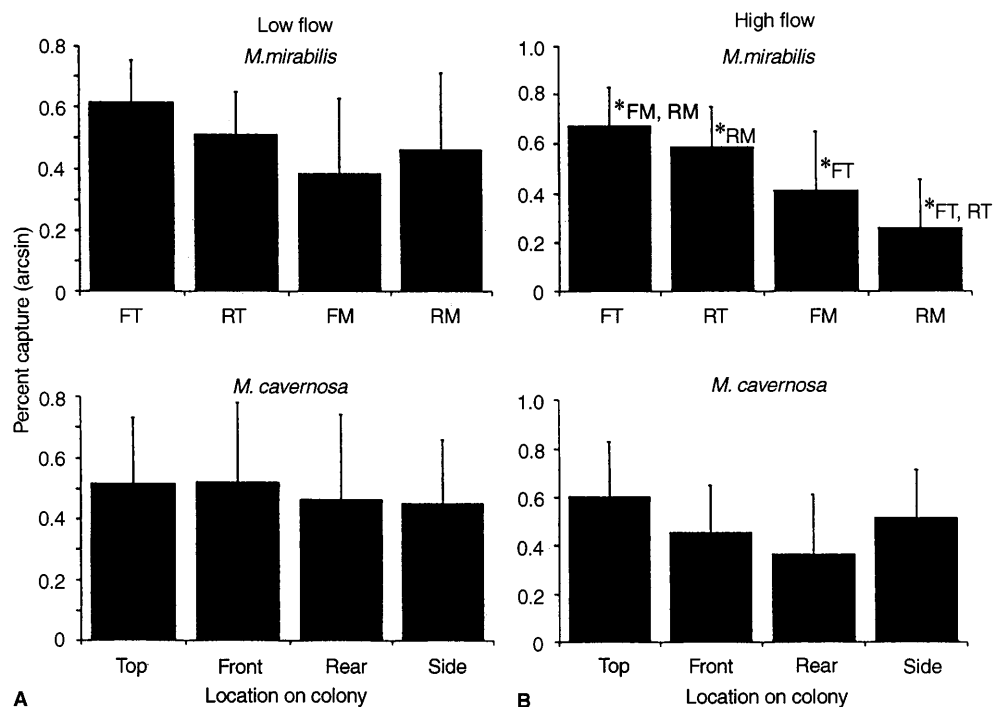 Low flow
M.mirabilis
0.8
0.6
0.4
0.2
0
FT RT FM RM
M. cavernosa
0.8
0.6
0.4
0.2
0
Top Front Rear Side
Percent capture (arcsin)
A
Location on colony
High flow
M.mirabilis
1.0
0.8
0.6
0.4
0.2
0
*FM, RM
*RM
*FT
*FT, RT
FT RT FM RM
M. cavernosa
1.0
0.8
0.6
0.4
0.2
0
Top Front Rear Side
B
Location on colony